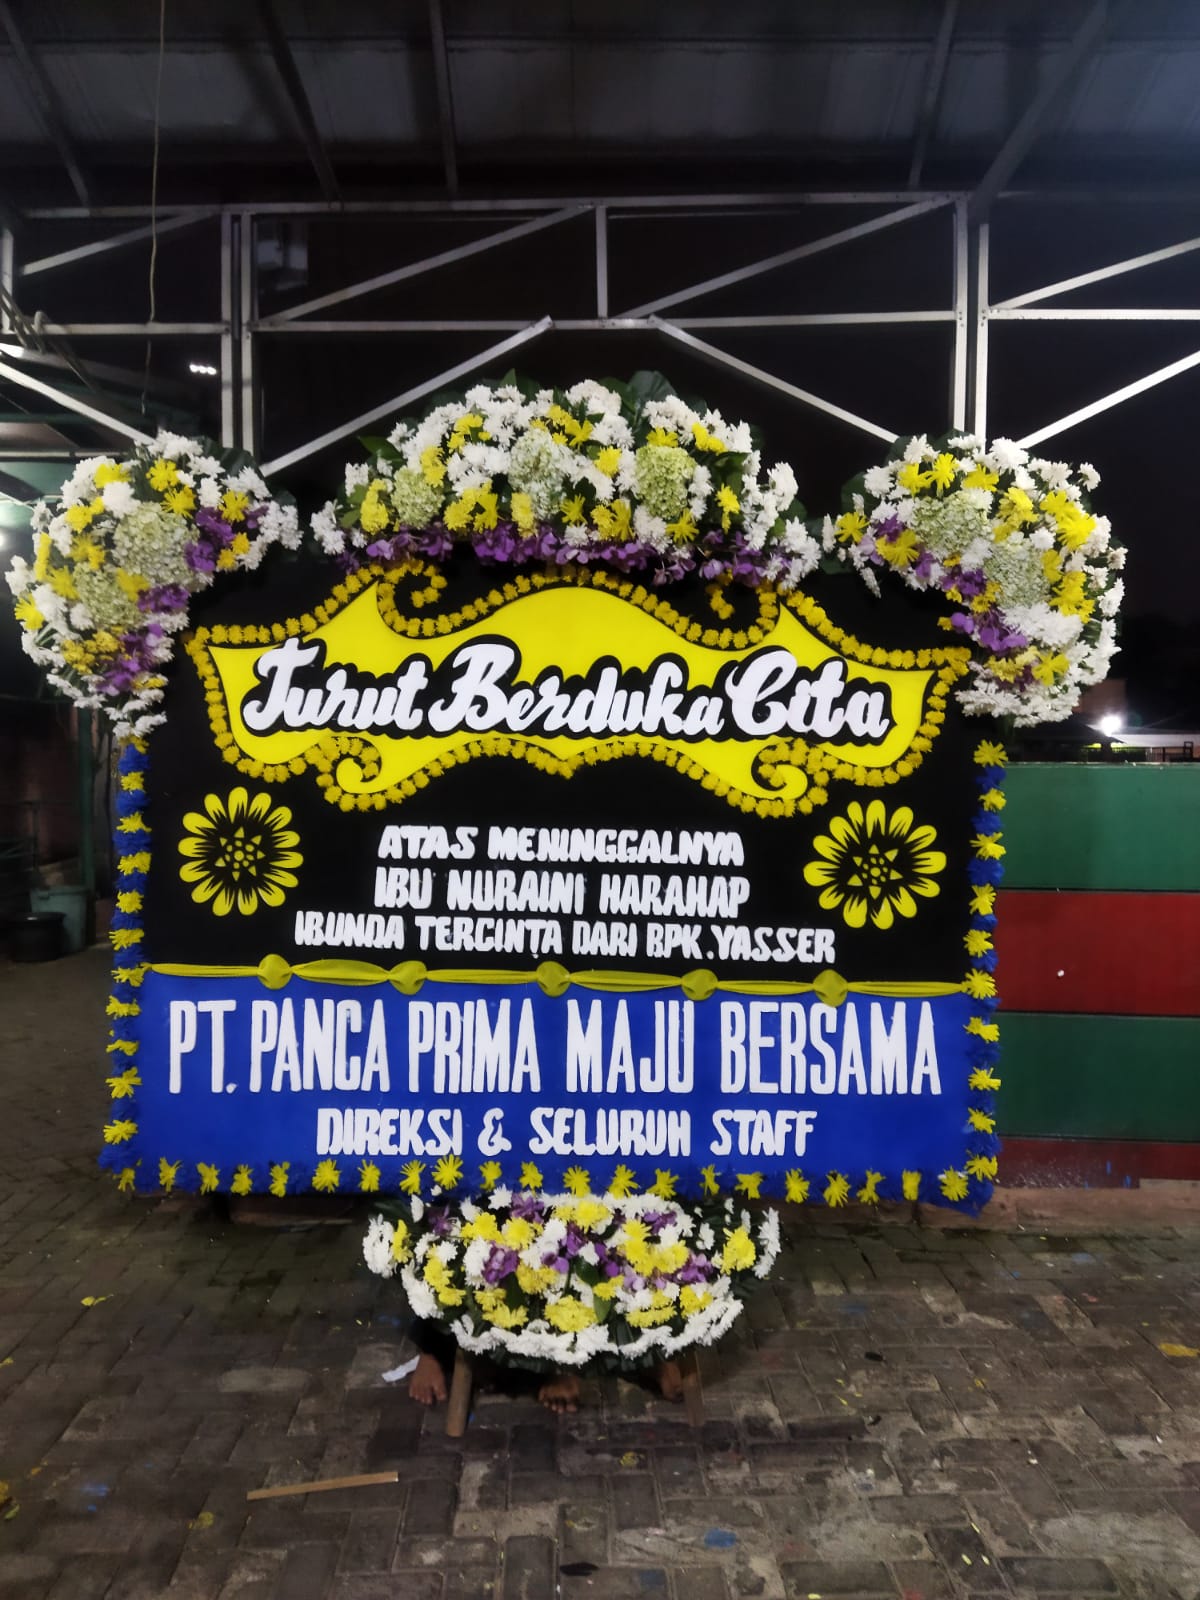 Turut Berduka Cita
ATAS MENINGGALNYA
IBU NURAINI HARAHAP
IBUNDA TERCINTA DARI BPK. YASSER
PT. PANCA PRIMA MAJU BERSAMA
DIREKSI & SELURUH STAFF